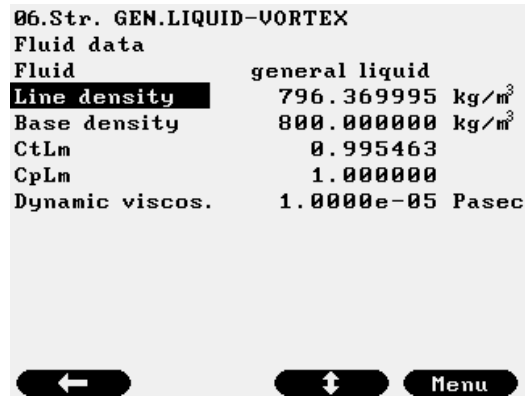 06.Str. GEN.LIQUID-VORTEX
Fluid data
Fluid general liquid
Line density 796.369995 kg/m³
Base density 800.000000 kg/m³
CtLm 0.995463
CpLm 1.000000
Dynamic viscos. 1.0000e-05 Pasec
Menu